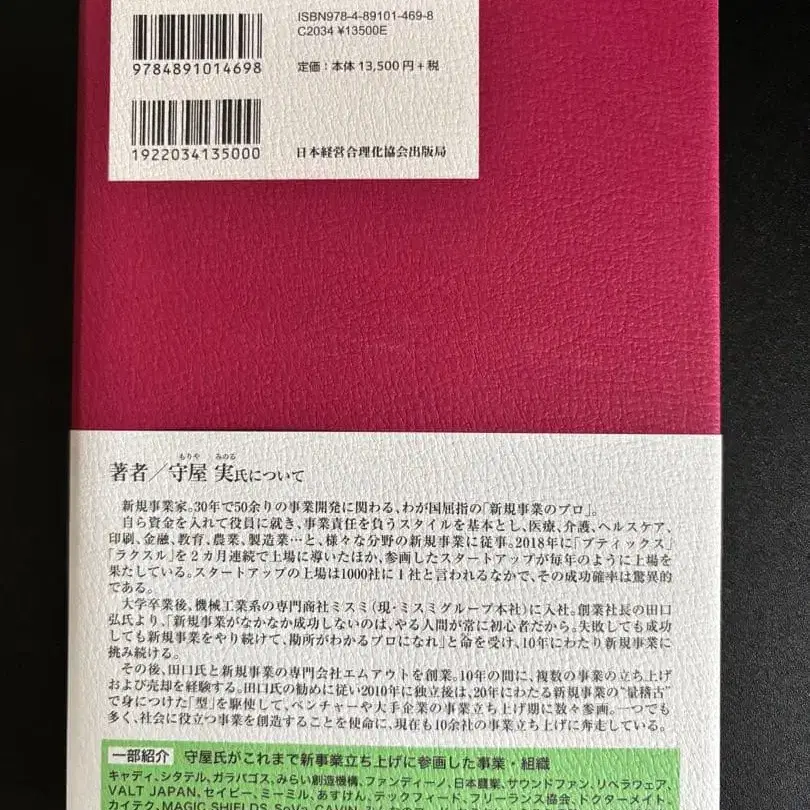 ISBN978-4-89101-469-8
C2034 ¥13500E
9784891014698
定価：本体 13,500円+税
1922034135000
日本経営合理化協会出版局
もりや みのる
著者／守屋 実氏について
新規事業家。30年で50余りの事業開発に関わる、わが国屈指の「新規事業のプロ」。
自ら資金を入れて役員に就き、事業責任を負うスタイルを基本とし、医療、介護、ヘルスケア、
印刷、金融、教育、農業、製造業…と、様々な分野の新規事業に従事。2018年に「ブティックス」
「ラクスル」を２カ月連続で上場に導いたほか、参画したスタートアップが毎年のように上場を
果たしている。スタートアップの上場は1000社に１社と言われるなかで、その成功確率は驚異的
である。
大学卒業後、機械工業系の専門商社ミスミ（現・ミスミグループ本社）に入社。創業社長の田口
弘氏より、「新規事業がなかなか成功しないのは、やる人間が常に初心者だから。失敗しても成功
しても新規事業をやり続けて、勘所がわかるプロになれ」と命を受け、10年にわたり新規事業に
挑み続ける。
その後、田口氏と新規事業の専門会社エムアウトを創業。10年の間に、複数の事業の立ち上げ
および売却を経験する。田口氏の勧めに従い2010年に独立後は、20年にわたる新規事業の“量稽古”
で身につけた「型」を駆使して、ベンチャーや大手企業の事業立ち上げ期に数々参画。一つでも
多く、社会に役立つ事業を創造することを使命に、現在も10余社の事業立ち上げに奔走している。
一部紹介 守屋氏がこれまで新事業立ち上げに参画した事業・組織
キャディ、シタテル、ガラパゴス、みらい創造機構、ファンディーノ、日本農業、サウンドファン、リベラウェア、
VALT JAPAN、セイビー、ミーミル、あすけん、テックフィード、フリーランス協会、ドクターメイト、
カイテク、MAGIC SHIELDS、SoVa、CAVIN